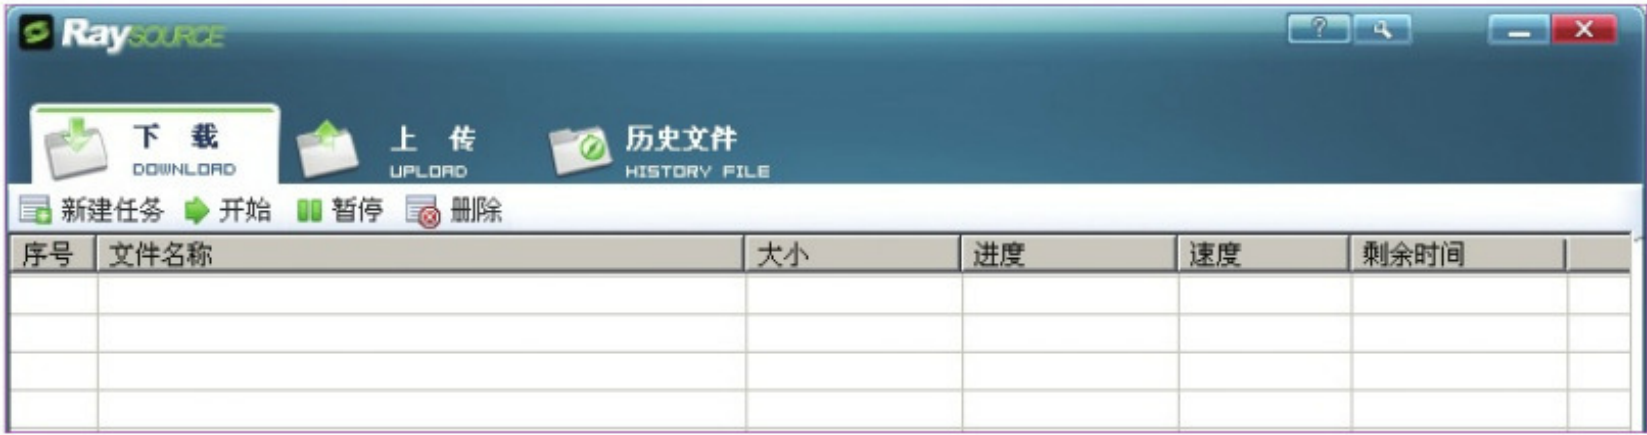 RaySOURCE
下载 上传 历史文件
DOWNLOAD UPLOAD HISTORY FILE
新建任务 开始 暂停 删除
序号 文件名称 大小 进度 速度 剩余时间